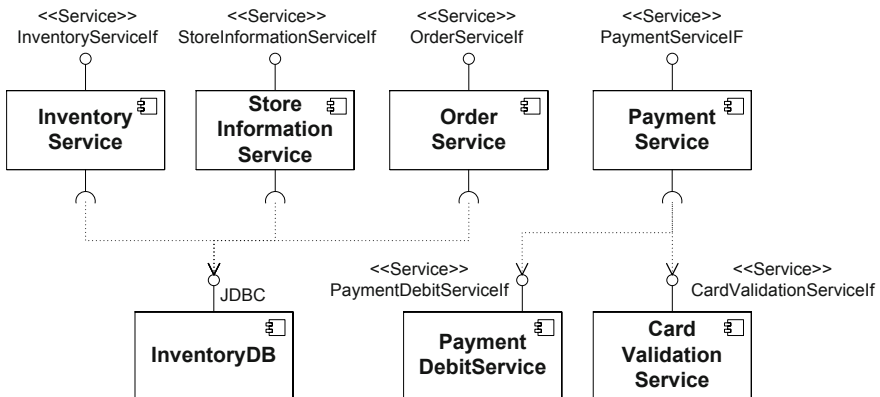 <<Service>>
InventoryServiceIf
<<Service>>
StoreInformationServiceIf
<<Service>>
OrderServiceIf
<<Service>>
PaymentServiceIF
Inventory
Service
Store
Information
Service
Order
Service
Payment
Service
JDBC
<<Service>>
PaymentDebitServiceIf
<<Service>>
CardValidationServiceIf
InventoryDB
Payment
DebitService
Card
Validation
Service